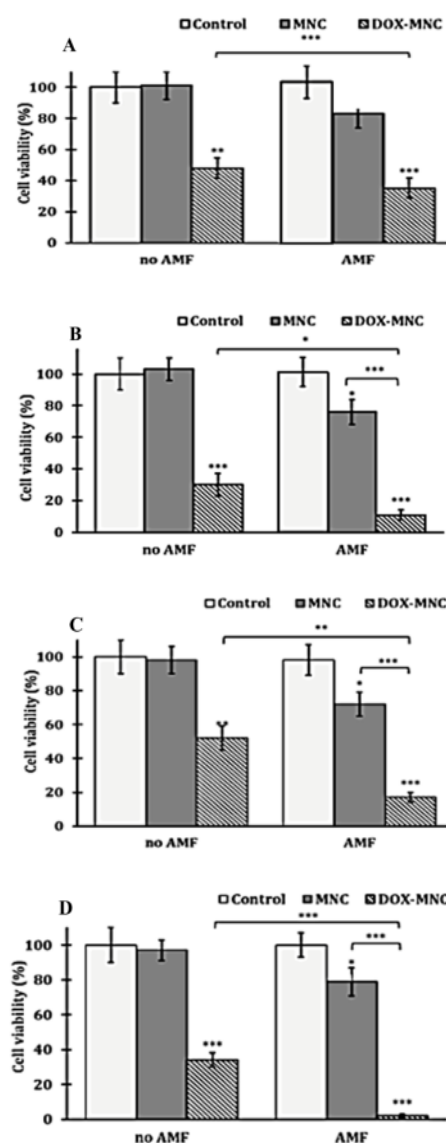 A
***
Control MNC DOX-MNC
Cell viability (%)
100
80
60
40
20
0
**
***
no AMF AMF
B
Control MNC DOX-MNC
*
***
Cell viability (%)
100
80
60
40
20
0
***
*
***
no AMF AMF
Control MNC DOX-MNC
C
**
***
Cell viability (%)
100
80
60
40
20
0
**
*
***
no AMF AMF
D
Control MNC DOX-MNC
***
***
Cell viability (%)
100
80
60
40
20
0
***
*
***
no AMF AMF